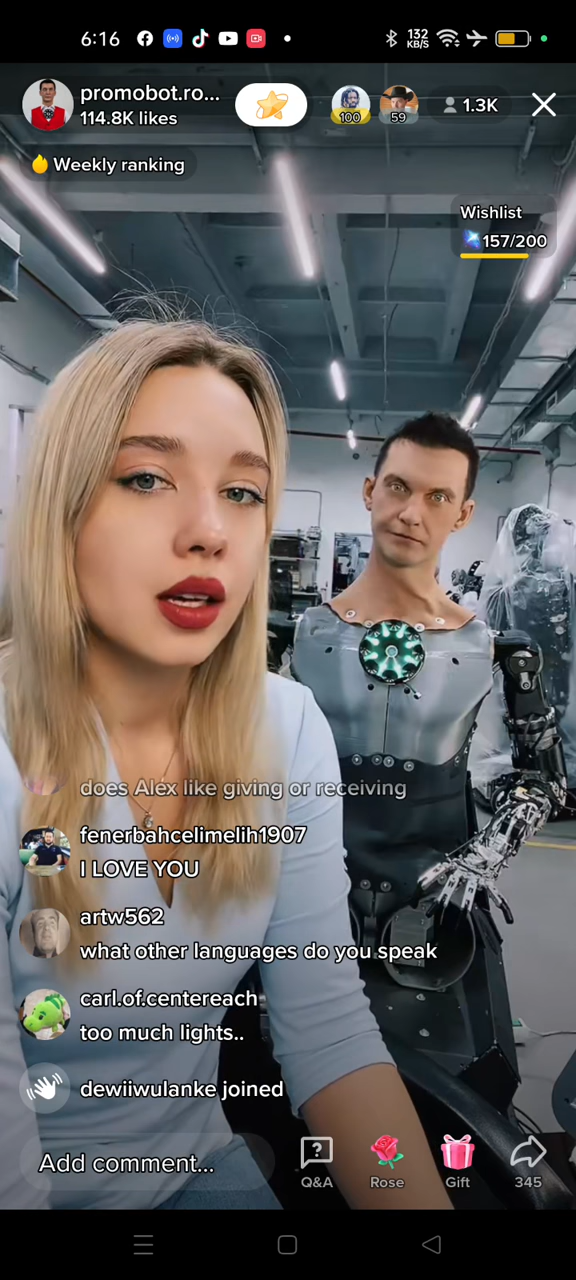 6:16
132
KB/S
promobot.ro...
114.8K likes
100
59
1.3K
Weekly ranking
Wishlist
157/200
does Alex like giving or receiving
fenerbahcelimelih1907
I LOVE YOU
artw562
what other languages do you speak
carl.of.centereach
too much lights..
dewiiwulanke joined
Add comment...
Q&A
Rose
Gift
345